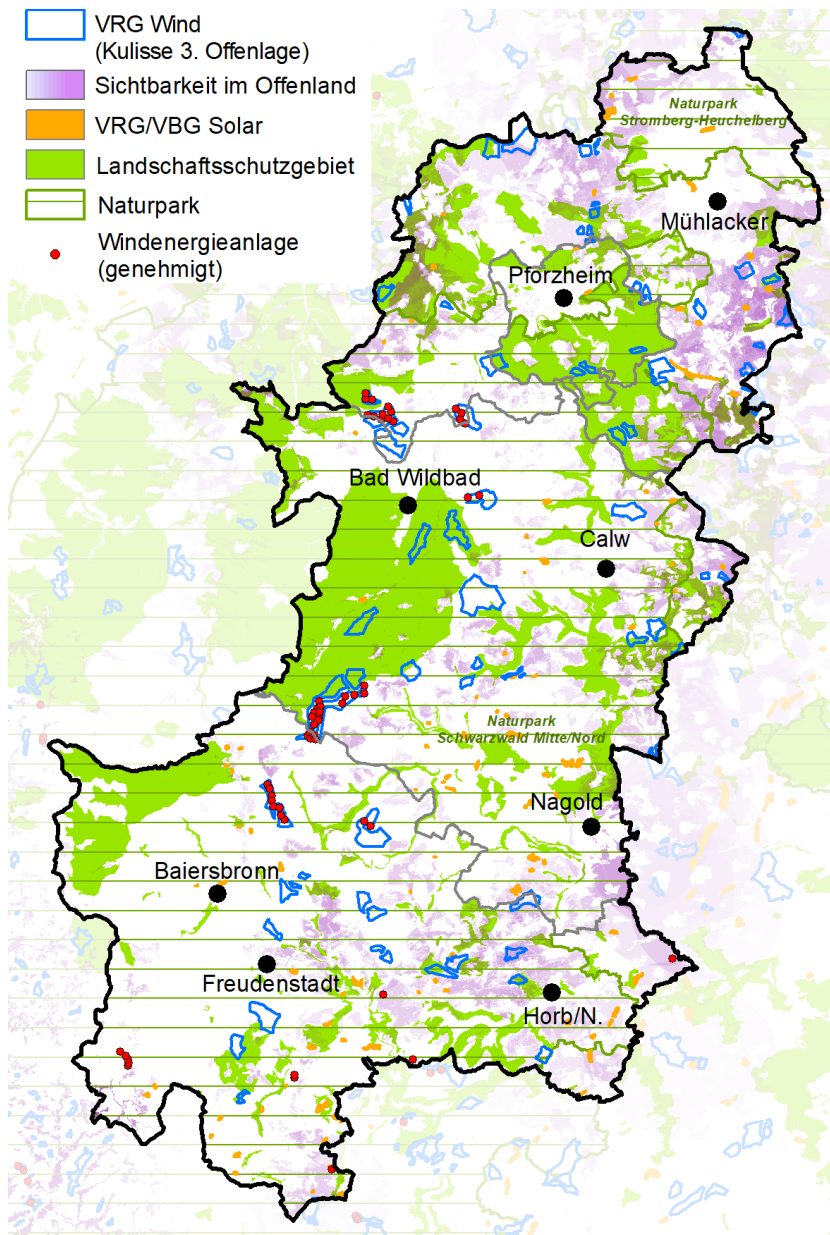 VRG Wind
(Kulisse 3. Offenlage)
Sichtbarkeit im Offenland
VRG/VBG Solar
Landschaftsschutzgebiet
Naturpark
Windenergieanlage
(genehmigt)
Naturpark
Stromberg-Heuchelberg
Mühlacker
Pforzheim
Bad Wildbad
Calw
Naturpark
Schwarzwald Mitte/Nord
Nagold
Baiersbronn
Freudenstadt
Horb/N.